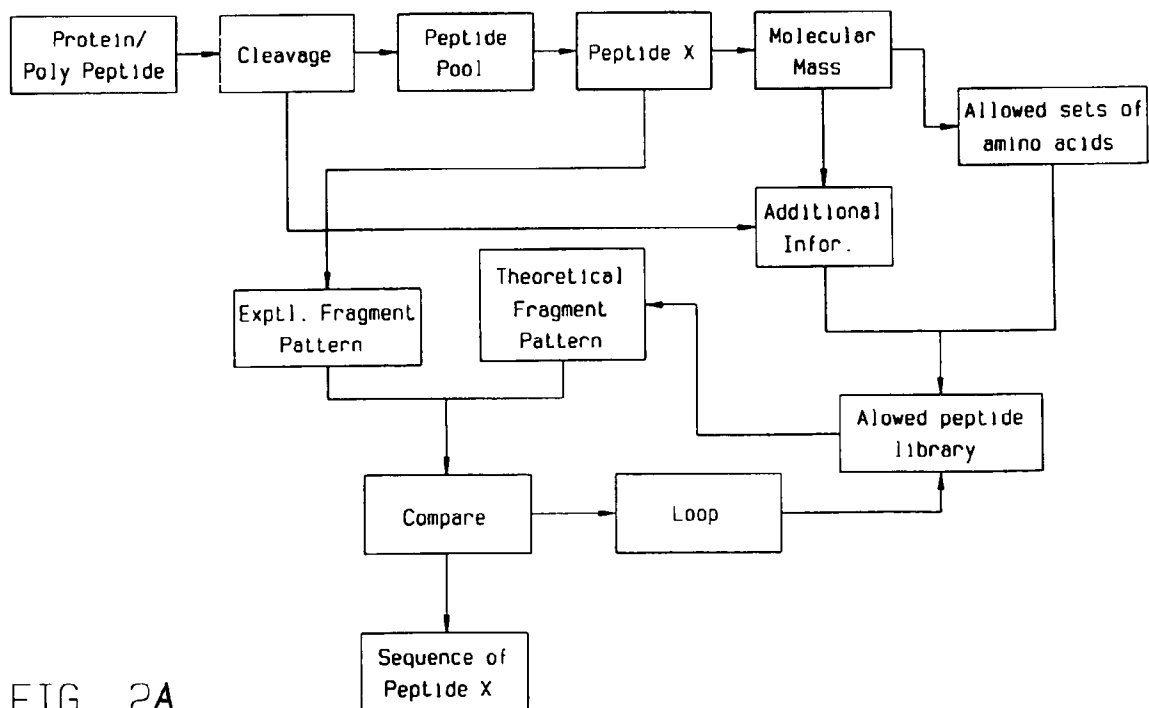 Protein/
Poly Peptide
Cleavage
Peptide
Pool
Peptide X
Molecular
Mass
Allowed sets of
amino acids
Additional
Infor.
Theoretical
Fragment
Pattern
Exptl. Fragment
Pattern
Alowed peptide
library
Compare
Loop
Sequence of
Peptide X
FIG. 2A